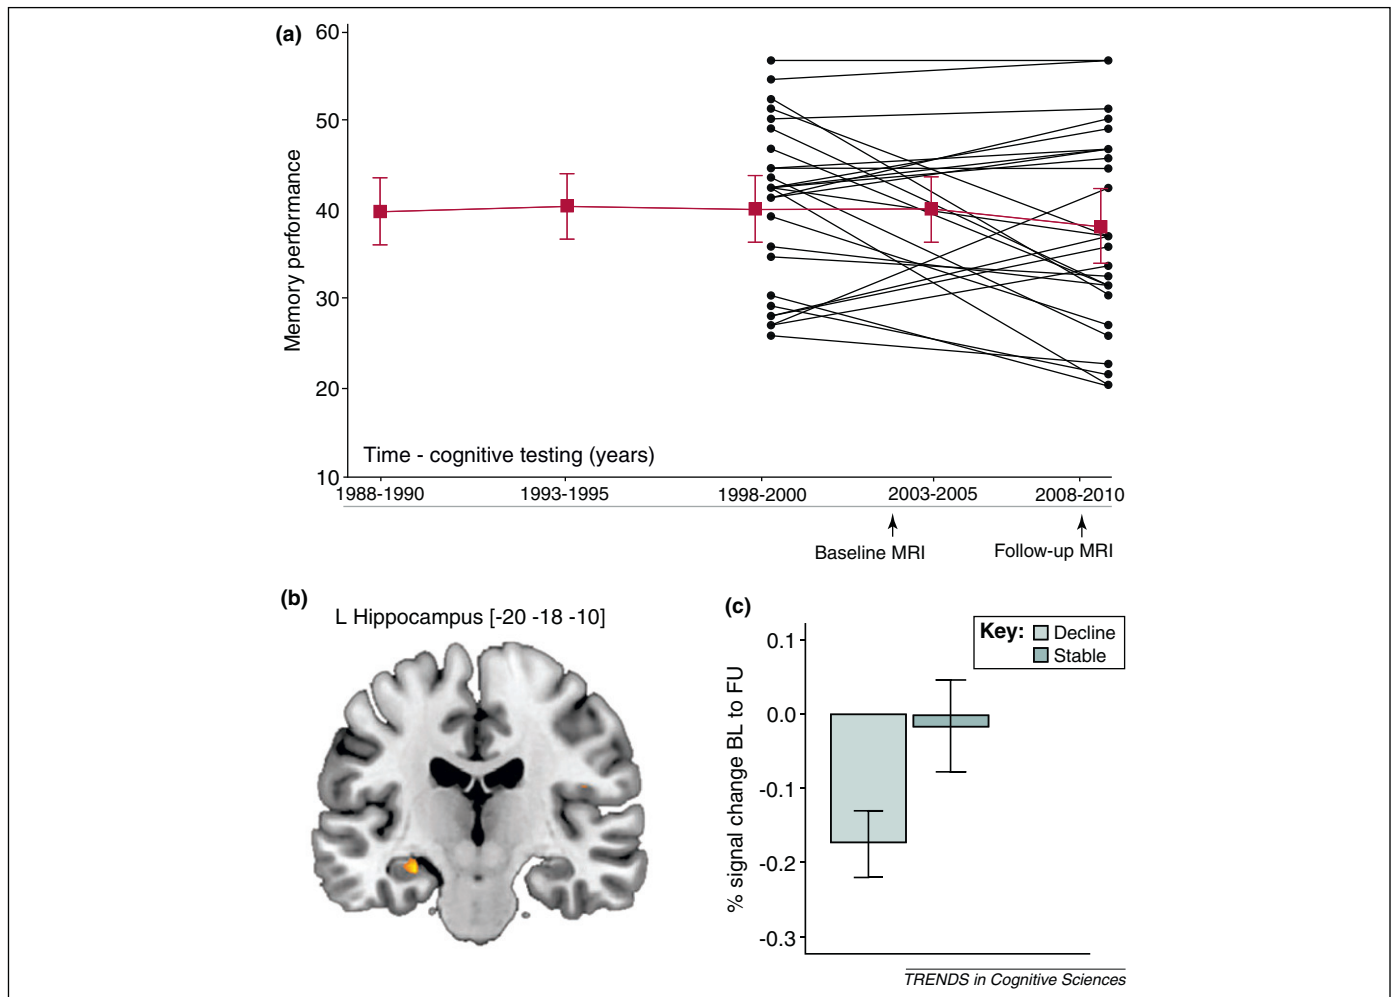 (a)
60
50
40
30
20
10
Memory performance
Time - cognitive testing (years)
1988-1990 1993-1995 1998-2000 2003-2005 2008-2010
Baseline MRI Follow-up MRI
(b)
L Hippocampus [-20 -18 -10]
(c)
Key: Decline
Stable
0.1
0.0
-0.1
-0.2
-0.3
% signal change BL to FU
TRENDS in Cognitive Sciences